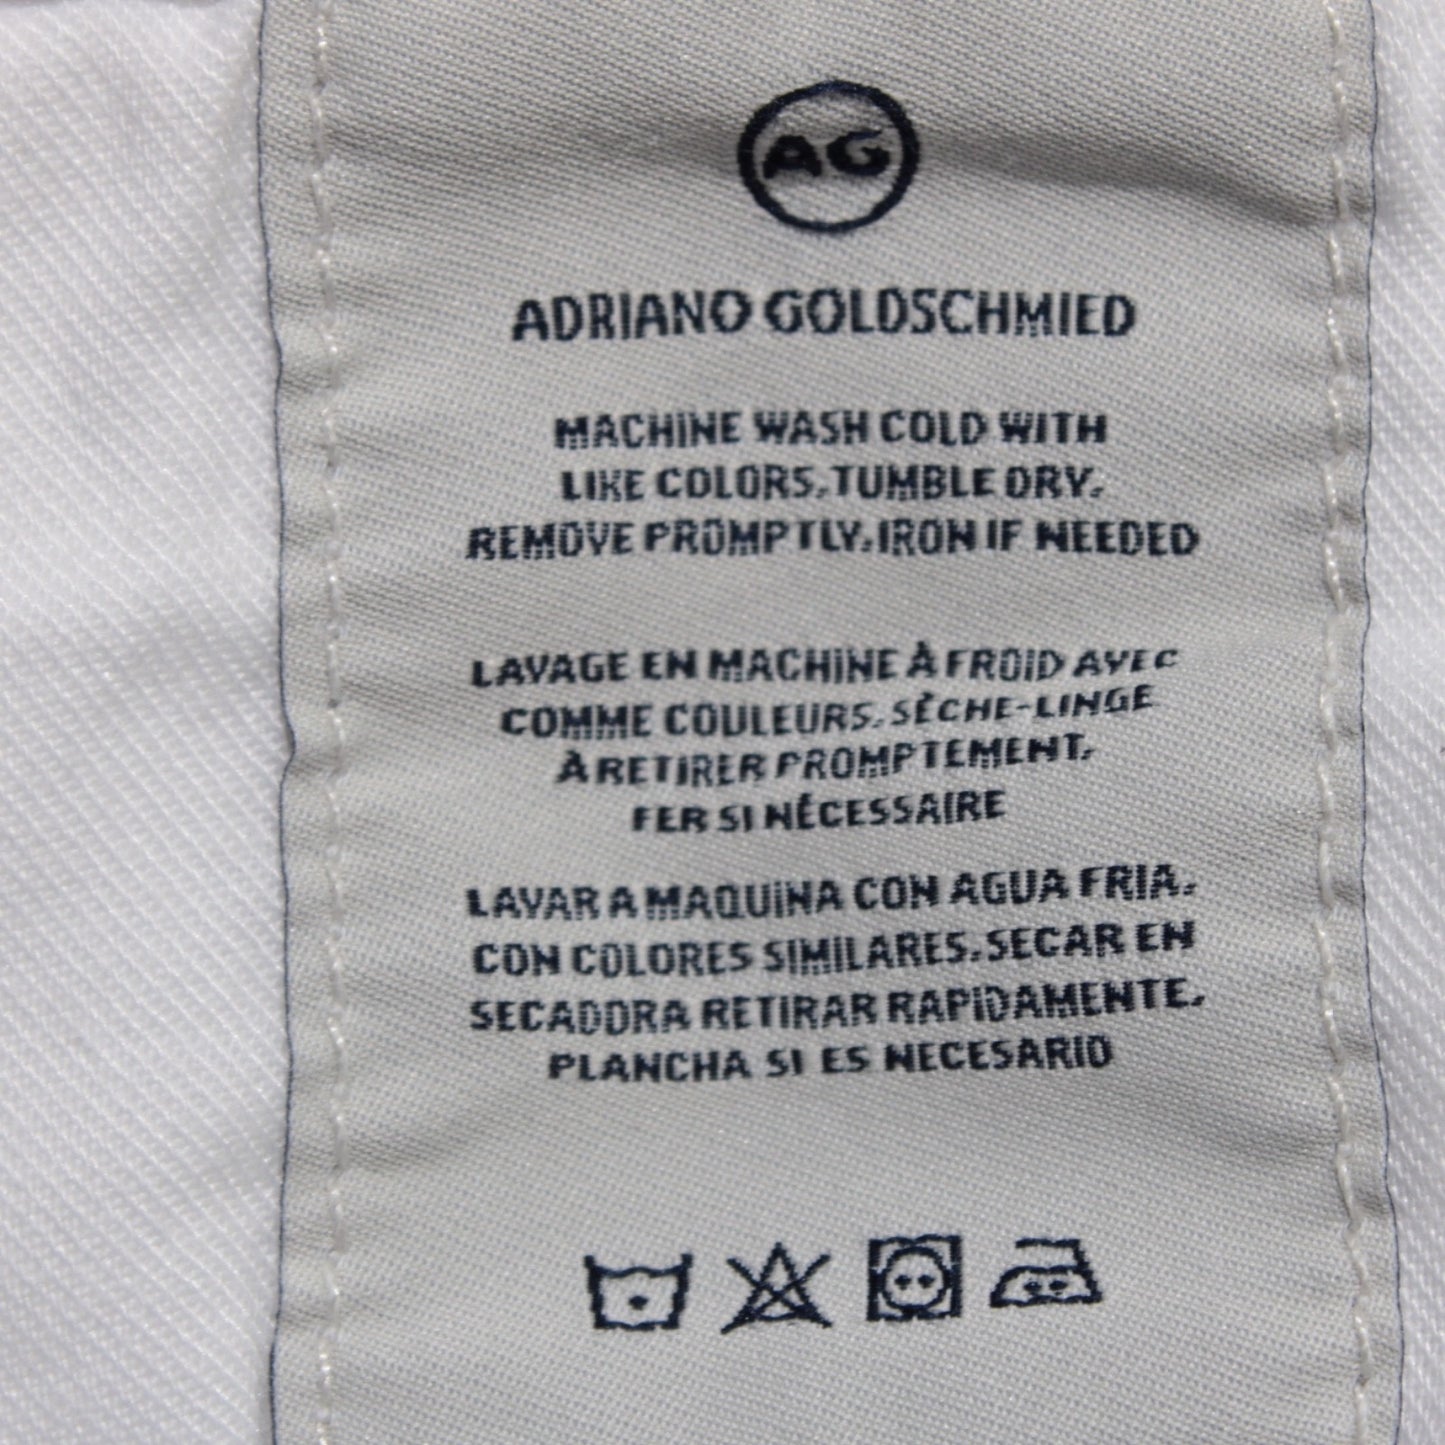 AG
ADRIANO GOLDSCHMIED
MACHINE WASH COLD WITH
LIKE COLORS, TUMBLE DRY,
REMOVE PROMPTLY, IRON IF NEEDED
LAVAGE EN MACHINE À FROID AVEC
COMME COULEURS, SÈCHE-LINGE
À RETIRER PROMPTEMENT,
FER SI NÉCESSAIRE
LAVAR A MAQUINA CON AGUA FRIA,
CON COLORES SIMILARES, SECAR EN
SECADORA RETIRAR RAPIDAMENTE,
PLANCHA SI ES NECESARIO